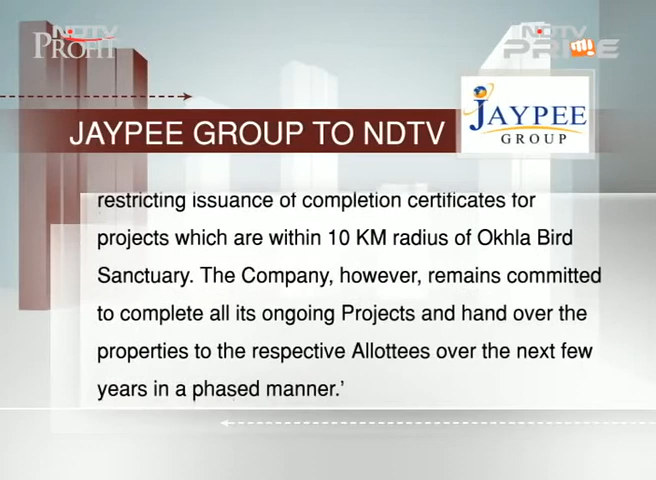 NDTV
PROFIT
NDTV
PRIME
JAYPEE GROUP TO NDTV
JAYPEE
GROUP
restricting issuance of completion certificates for
projects which are within 10 KM radius of Okhla Bird
Sanctuary. The Company, however, remains committed
to complete all its ongoing Projects and hand over the
properties to the respective Allottees over the next few
years in a phased manner.'